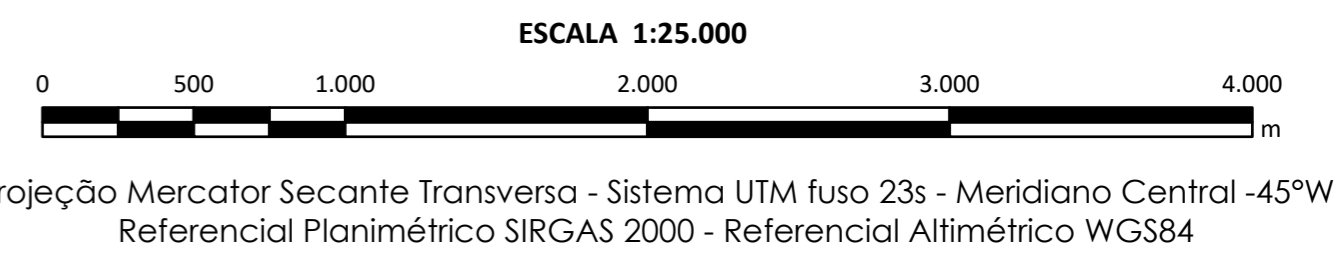 ESCALA 1:25.000
0 500 1.000 2.000 3.000 4.000
m
rojeção Mercator Secante Transversa - Sistema UTM fuso 23s - Meridiano Central -45°W
Referencial Planimétrico SIRGAS 2000 - Referencial Altimétrico WGS84